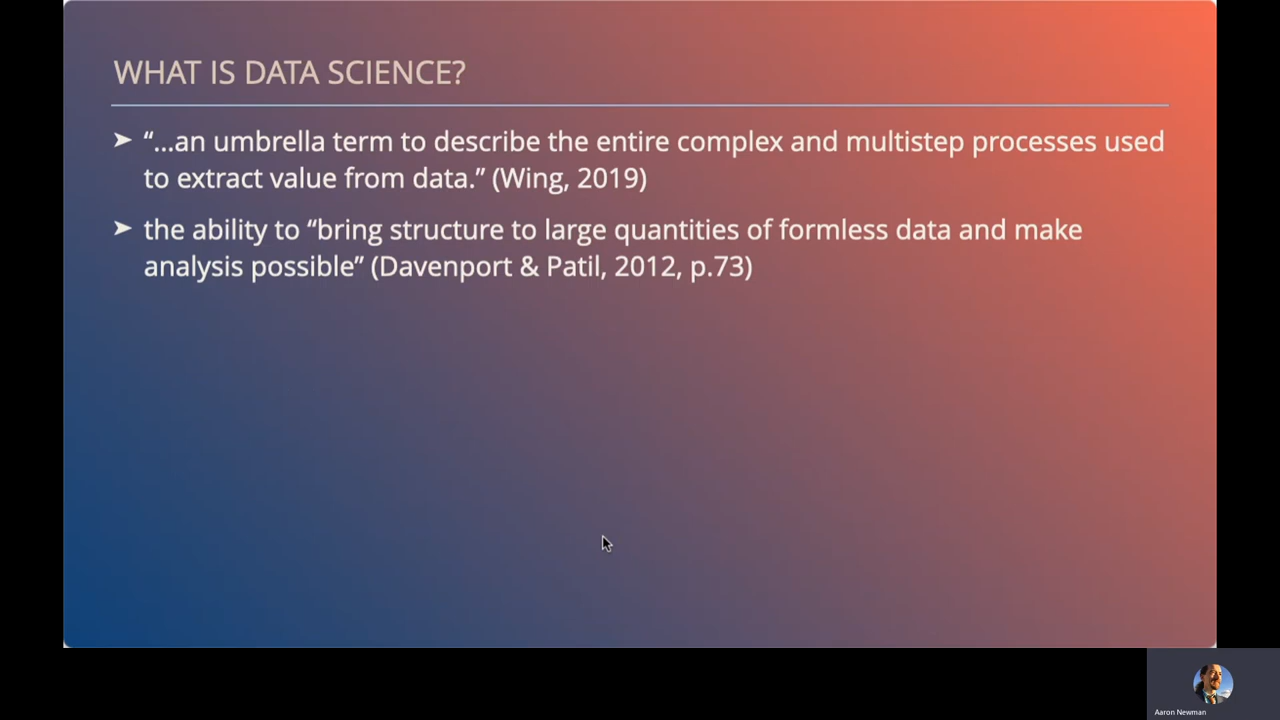 WHAT IS DATA SCIENCE?
➤ “...an umbrella term to describe the entire complex and multistep processes used
to extract value from data.” (Wing, 2019)
➤ the ability to “bring structure to large quantities of formless data and make
analysis possible” (Davenport & Patil, 2012, p.73)
Aaron Newman